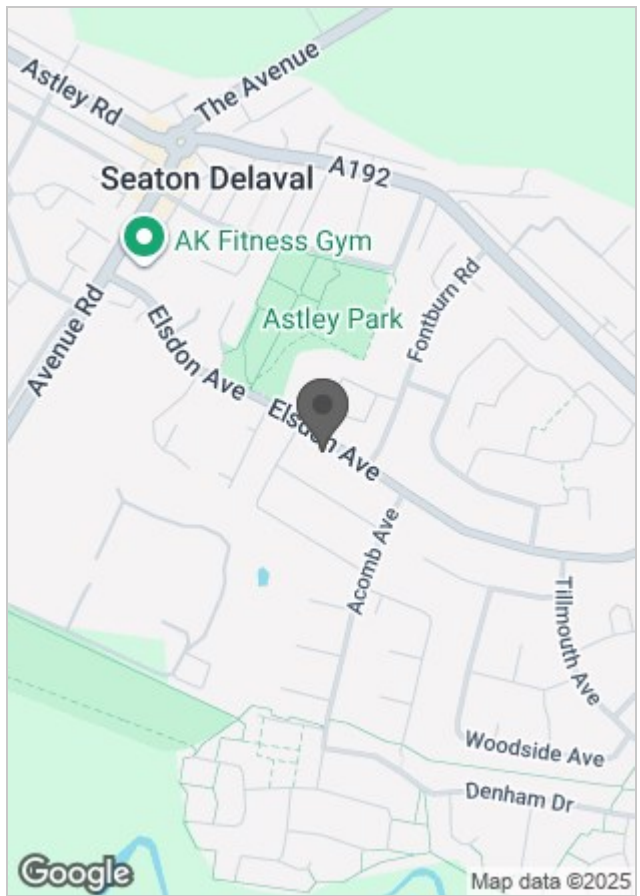 Astley Rd
The Avenue
A192
Seaton Delaval
AK Fitness Gym
Astley Park
Fontburn Rd
Avenue Rd
Elsdon Ave
Elsdon Ave
Acomb Ave
Tillmouth Ave
Woodside Ave
Denham Dr
Google
Map data ©2025